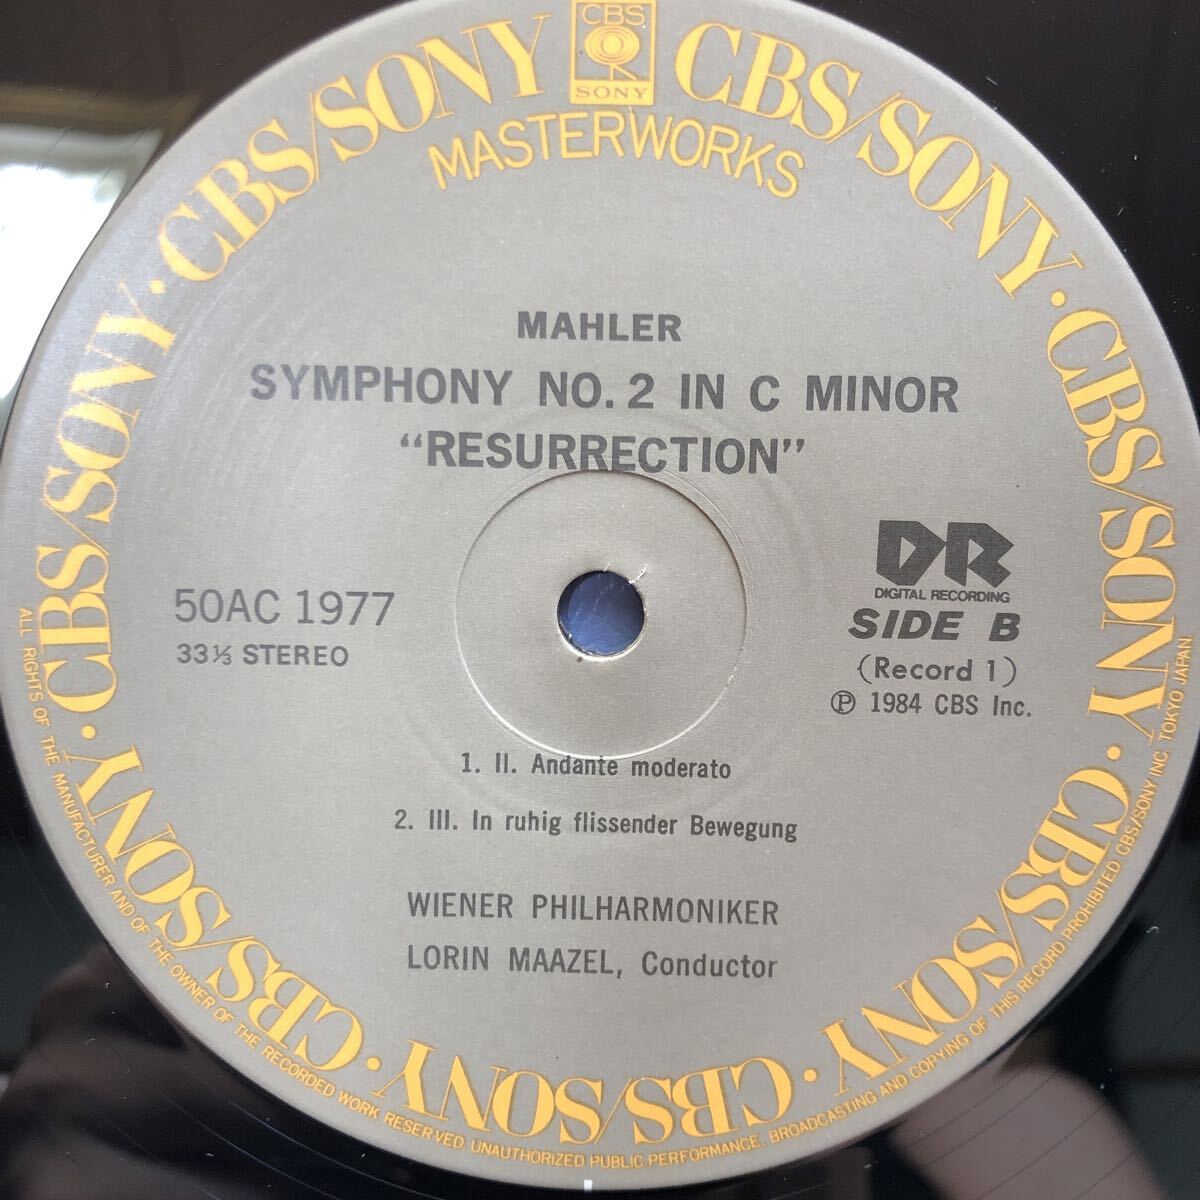 CBS
SONY
CBS/SONY · CBS/SONY · CBS/SONY · CBS/SONY · CBS/SONY · CBS/SONY · CBS/SONY · CBS/SONY
MASTERWORKS
MAHLER
SYMPHONY NO. 2 IN C MINOR
“RESURRECTION”
DR
DIGITAL RECORDING
50AC 1977
SIDE B
33⅓ STEREO
(Record 1)
Ⓟ 1984 CBS Inc.
1. II. Andante moderato
2. III. In ruhig flissender Bewegung
WIENER PHILHARMONIKER
LORIN MAAZEL, Conductor
ALL RIGHTS OF THE MANUFACTURER AND OF THE OWNER OF THE RECORDED WORK RESERVED. UNAUTHORIZED PUBLIC PERFORMANCE, BROADCASTING AND COPYING OF THIS RECORD PROHIBITED. CBS/SONY INC. TOKYO JAPAN